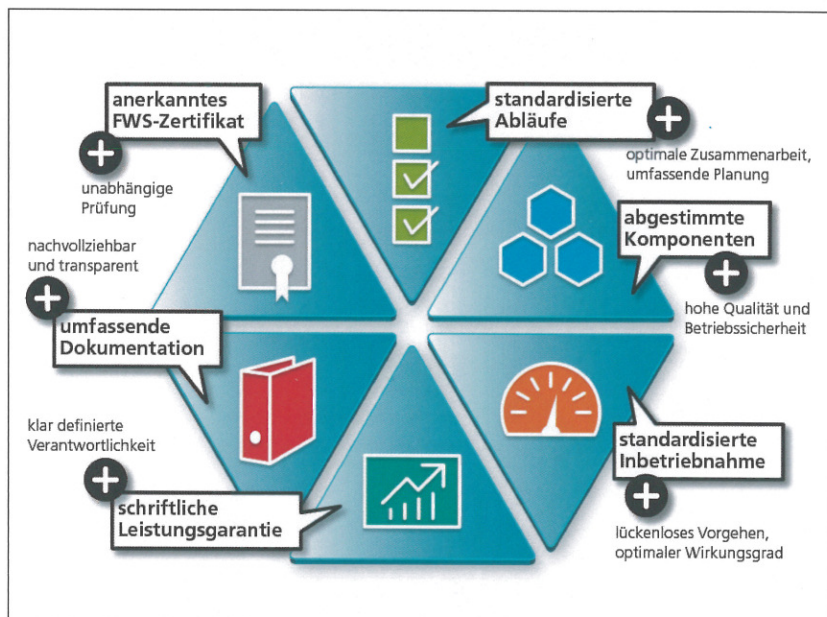 anerkanntes
FWS-Zertifikat
unabhängige
Prüfung
standardisierte
Abläufe
optimale Zusammenarbeit,
umfassende Planung
abgestimmte
Komponenten
hohe Qualität und
Betriebssicherheit
standardisierte
Inbetriebnahme
lückenloses Vorgehen,
optimaler Wirkungsgrad
klar definierte
Verantwortlichkeit
schriftliche
Leistungsgarantie
nachvollziehbar
und transparent
umfassende
Dokumentation